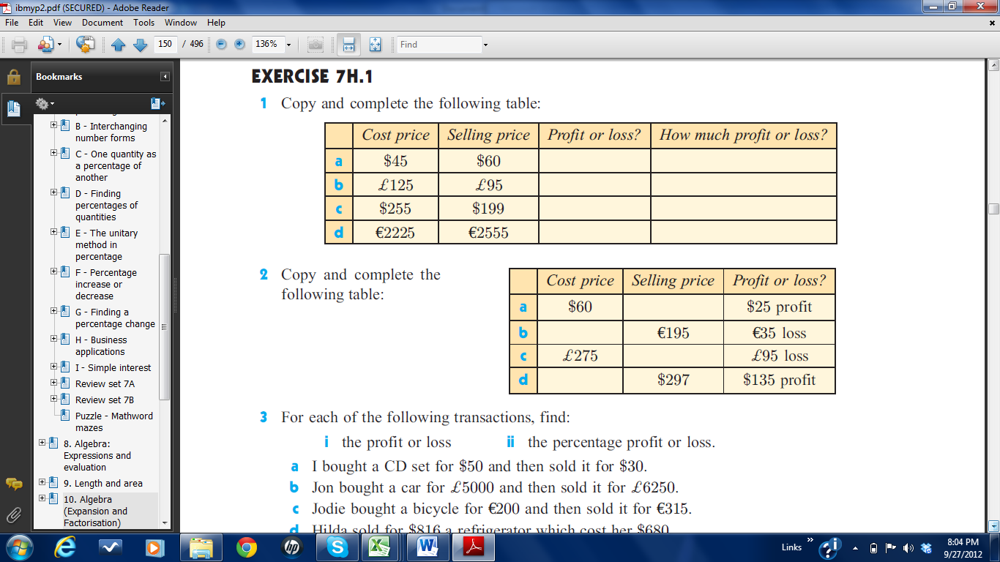 ibmyp2.pdf (SECURED) - Adobe Reader
File Edit View Document Tools Window Help
150 / 496 136% Find
Bookmarks
B - Interchanging
number forms
C - One quantity as
a percentage of
another
D - Finding
percentages of
quantities
E - The unitary
method in
percentage
F - Percentage
increase or
decrease
G - Finding a
percentage change
H - Business
applications
I - Simple interest
Review set 7A
Review set 7B
Puzzle - Mathword
mazes
8. Algebra:
Expressions and
evaluation
9. Length and area
10. Algebra
(Expansion and
Factorisation)
EXERCISE 7H.1
1 Copy and complete the following table:
Cost price Selling price Profit or loss? How much profit or loss?
a $45 $60
b £125 £95
c $255 $199
d €2225 €2555
2 Copy and complete the
following table:
Cost price Selling price Profit or loss?
a $60 $25 profit
b €195 €35 loss
c £275 £95 loss
d $297 $135 profit
3 For each of the following transactions, find:
i the profit or loss ii the percentage profit or loss.
a I bought a CD set for $50 and then sold it for $30.
b Jon bought a car for £5000 and then sold it for £6250.
c Jodie bought a bicycle for €200 and then sold it for €315.
d Hilda sold for $816 a refrigerator which cost her $680
hp
Links »
8:04 PM
9/27/2012